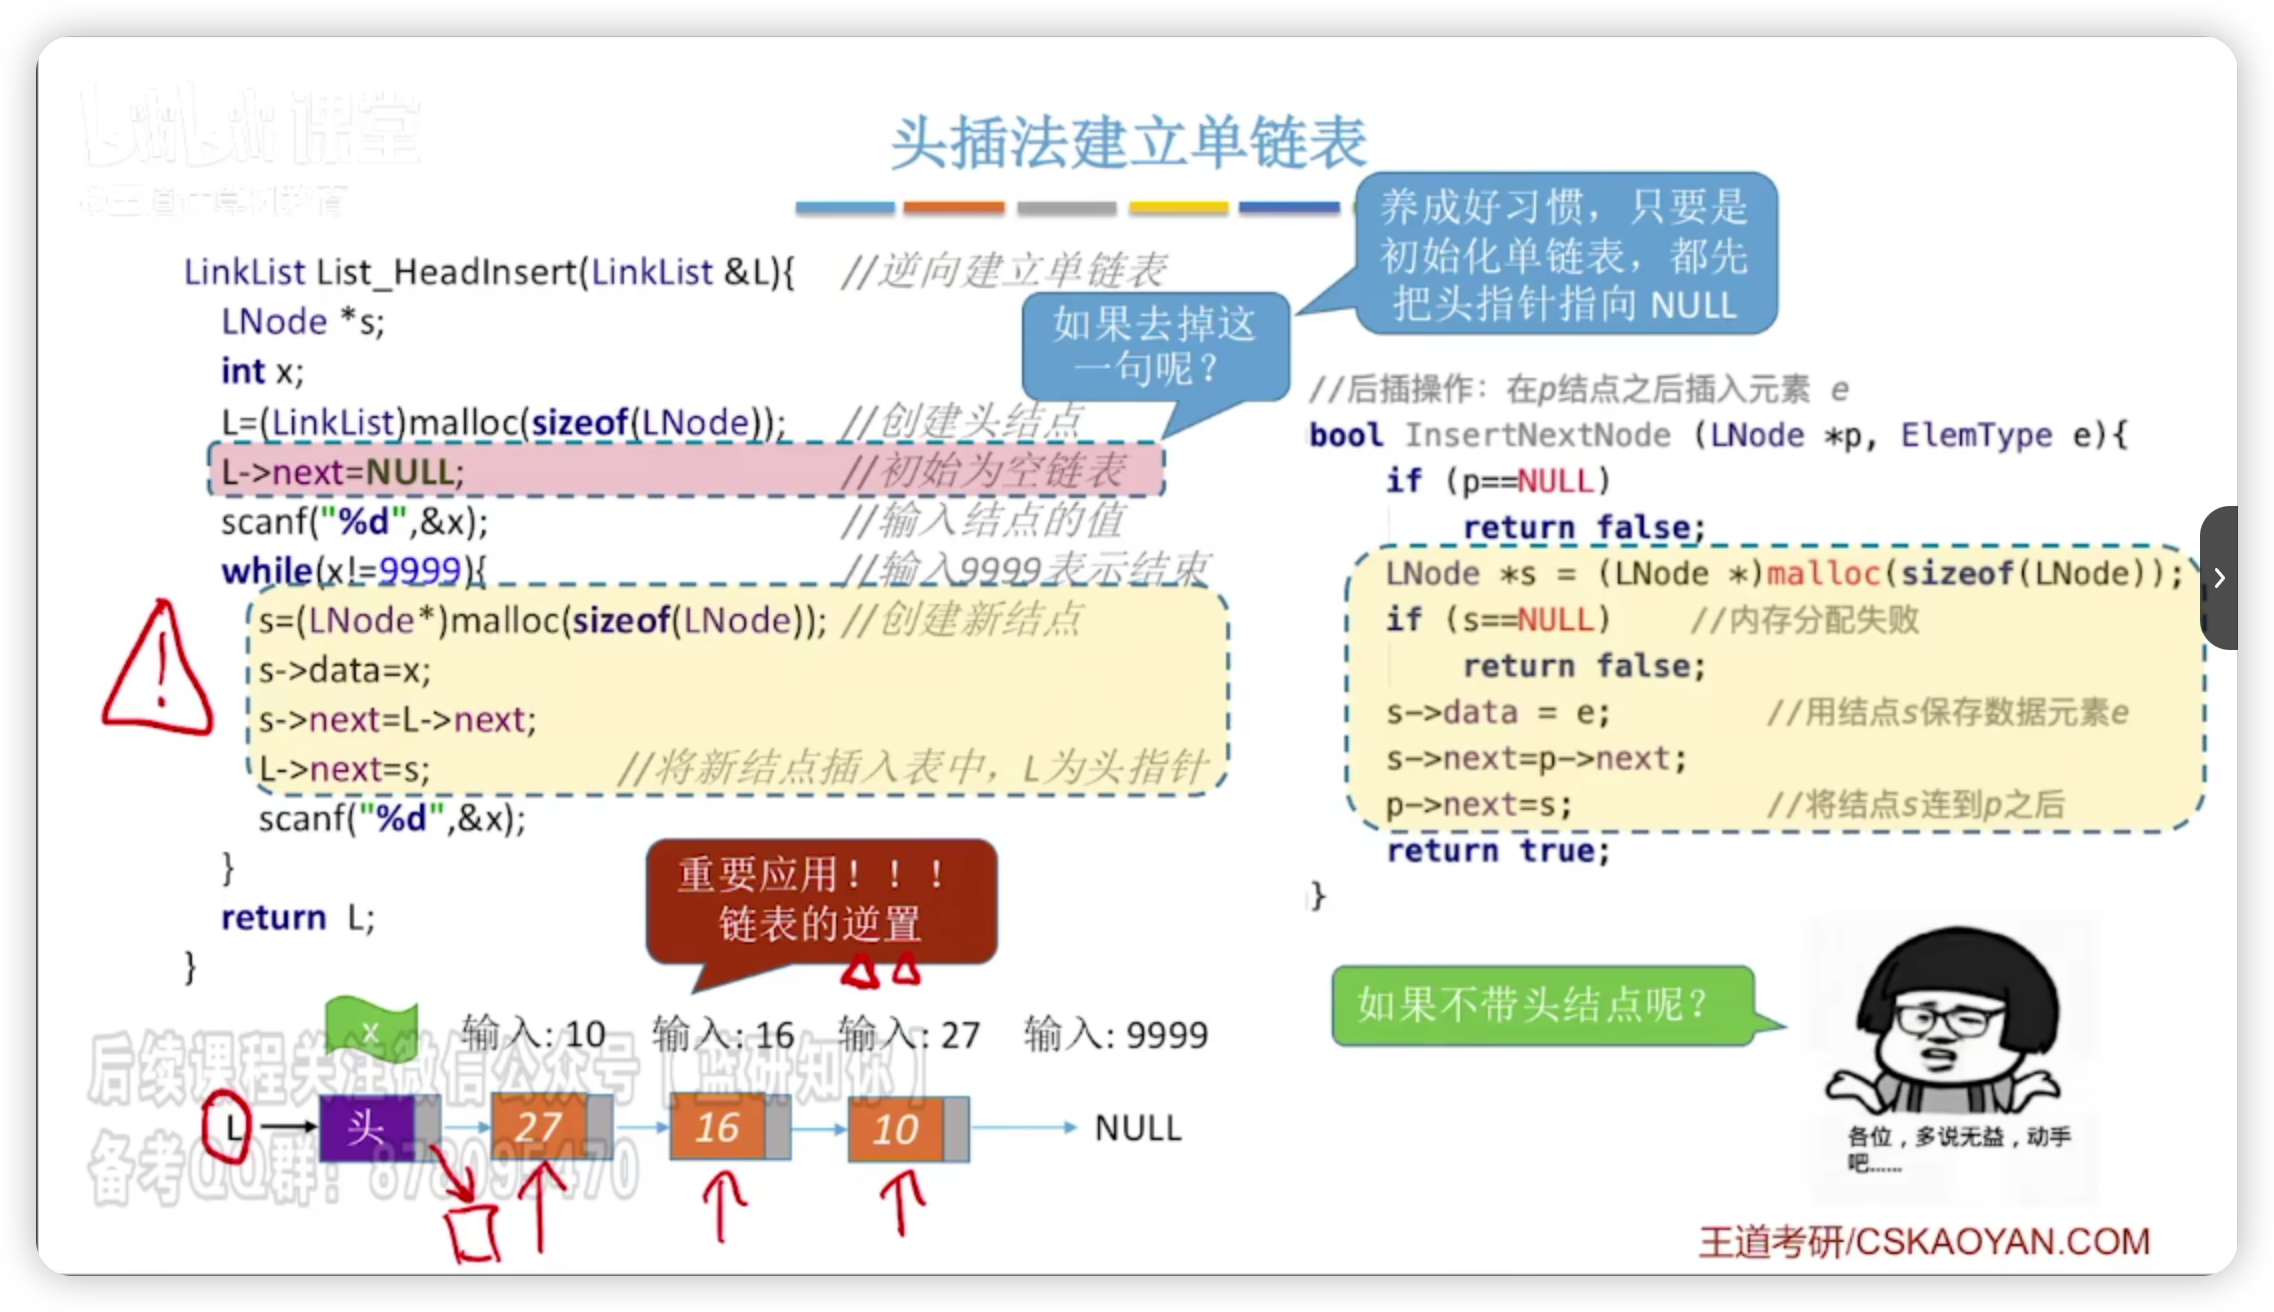 课堂
头插法建立单链表
养成好习惯，只要是
初始化单链表，都先
把头指针指向 NULL
如果去掉这
一句呢？
LinkList List_HeadInsert(LinkList &L){ //逆向建立单链表
LNode *s;
int x;
L=(LinkList)malloc(sizeof(LNode)); //创建头结点
L->next=NULL; //初始为空链表
scanf("%d",&x); //输入结点的值
while(x!=9999){ //输入9999表示结束
s=(LNode*)malloc(sizeof(LNode)); //创建新结点
s->data=x;
s->next=L->next;
L->next=s; //将新结点插入表中，L为头指针
scanf("%d",&x);
}
return L;
}
//后插操作：在p结点之后插入元素 e
bool InsertNextNode (LNode *p, ElemType e){
if (p==NULL)
return false;
LNode *s = (LNode *)malloc(sizeof(LNode));
if (s==NULL) //内存分配失败
return false;
s->data = e; //用结点s保存数据元素e
s->next=p->next;
p->next=s; //将结点s连到p之后
return true;
}
重要应用！！！
链表的逆置
如果不带头结点呢？
x 输入: 10 输入: 16 输入: 27 输入: 9999
后续课程关注微信公众号【蓝研知你】
L 头 27 16 10 NULL
备考QQ群：878095470
各位，多说无益，动手
吧......
王道考研/CSKAOYAN.COM